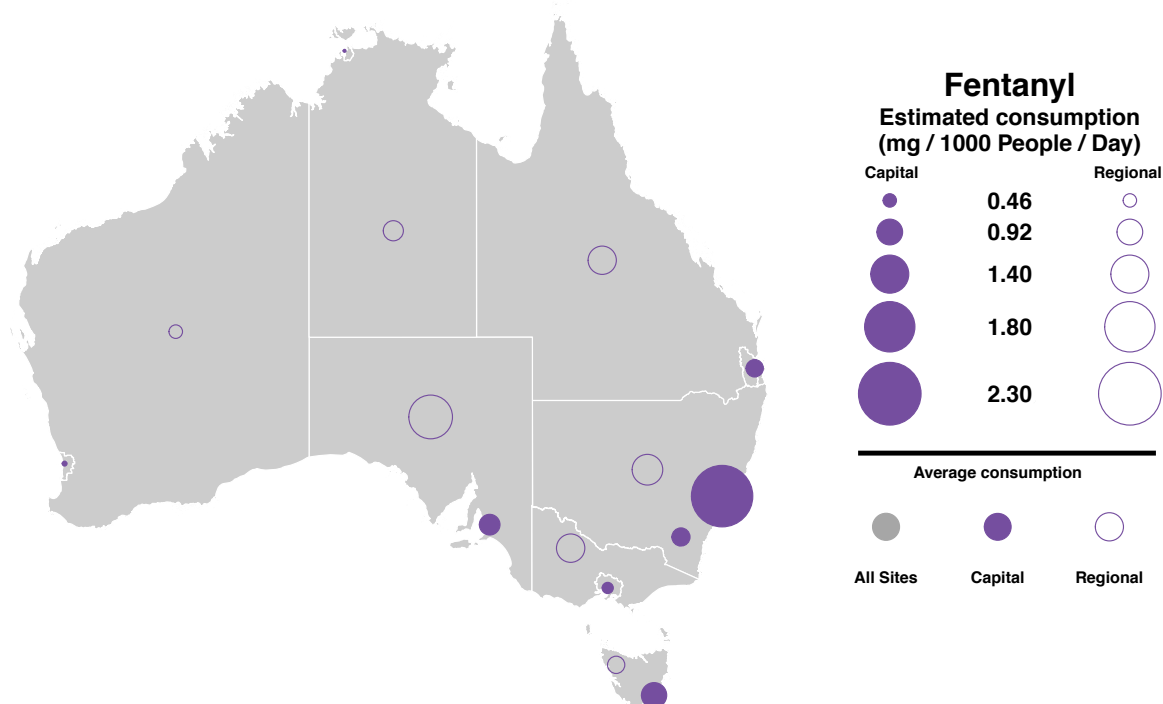 Fentanyl
Estimated consumption
(mg / 1000 People / Day)
Capital Regional
0.46
0.92
1.40
1.80
2.30
Average consumption
All Sites Capital Regional